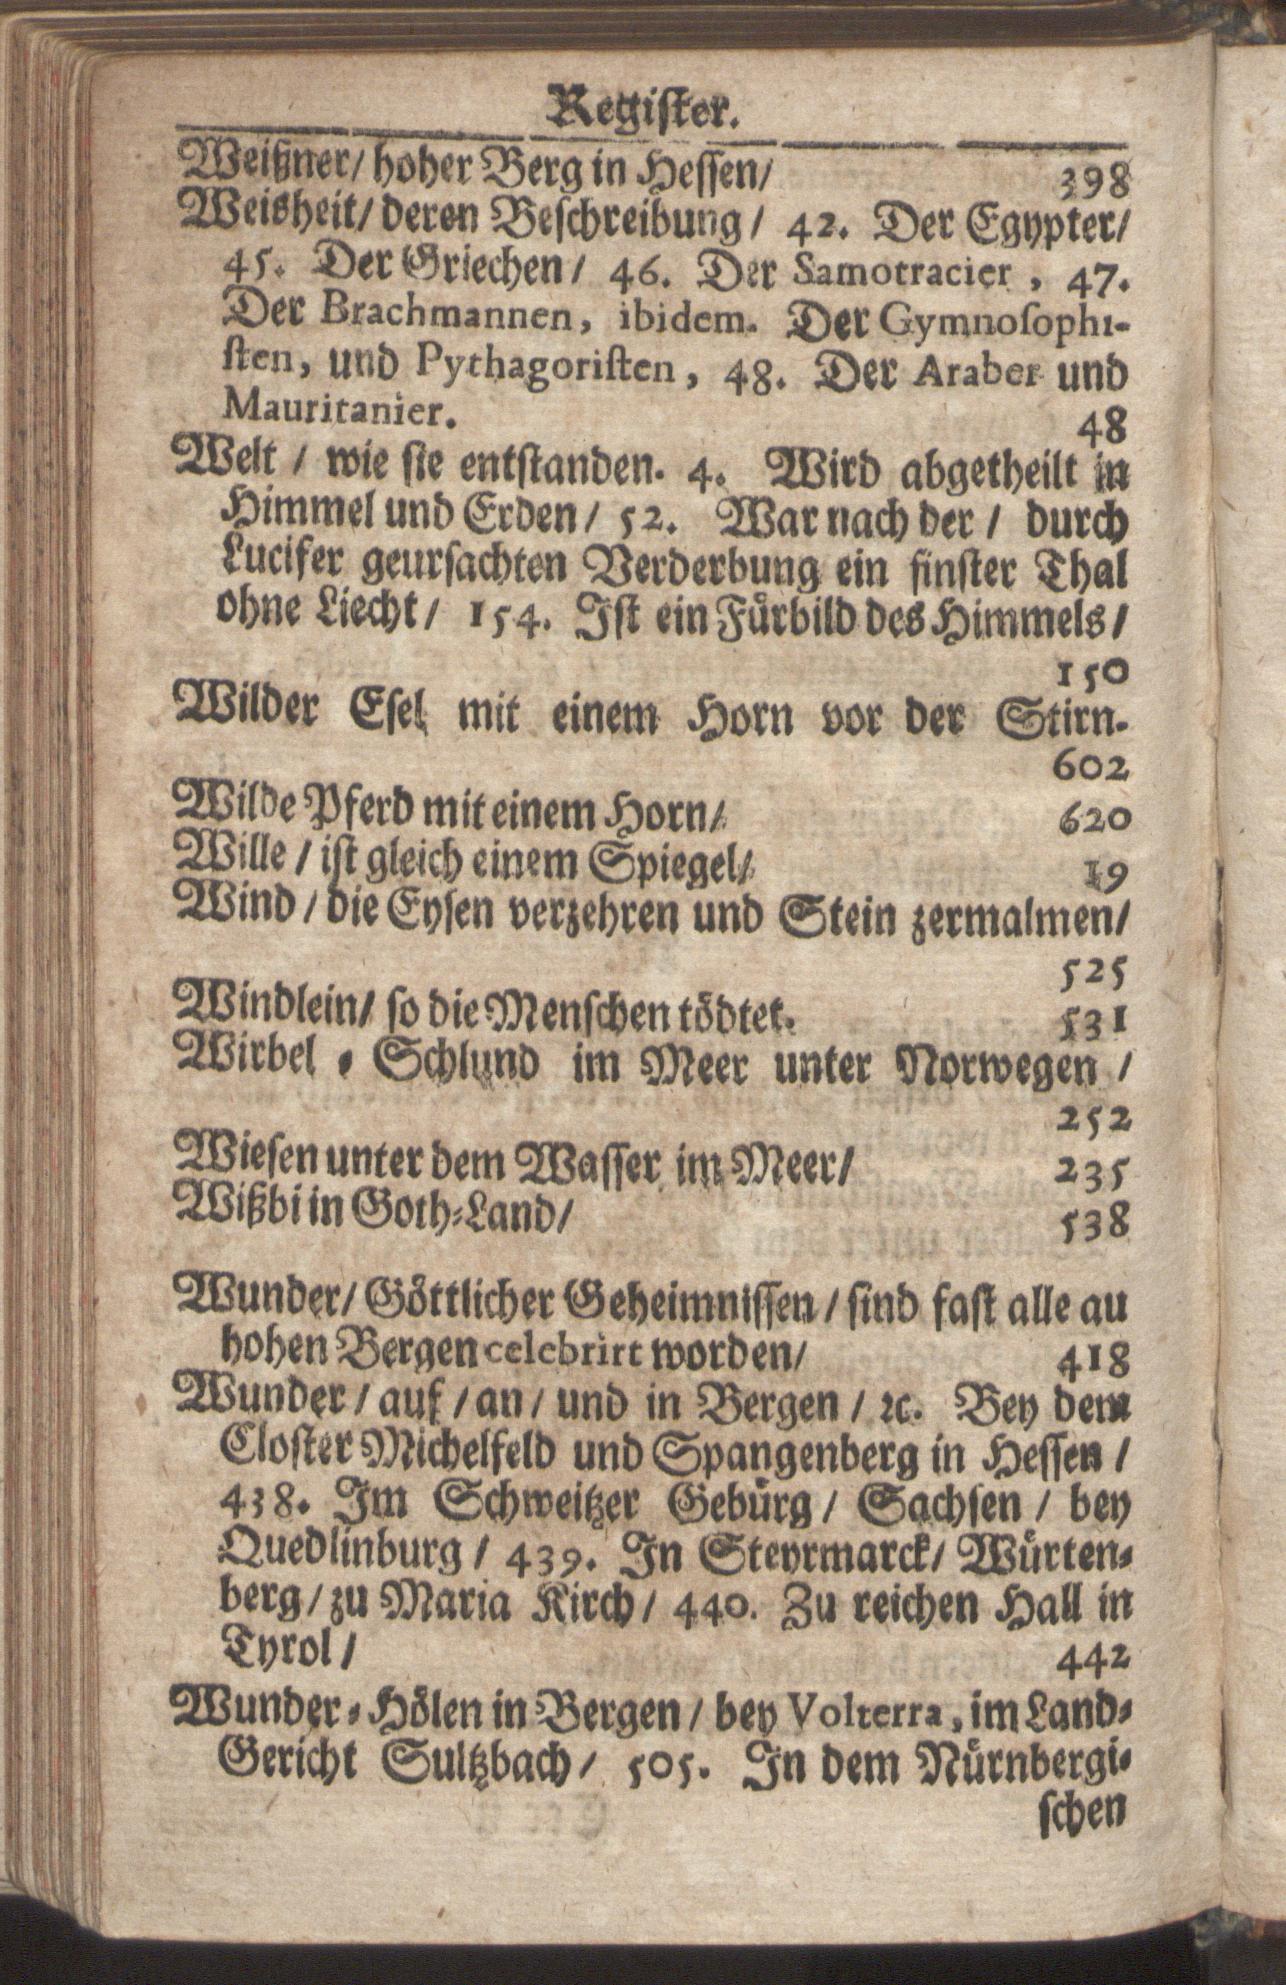 Register.
Weißner/ hoher Berg in Hessen/ 398
Weisheit/ deren Beschreibung/ 42. Der Egypter/
45. Der Griechen/ 46. Der Samotracier, 47.
Der Brachmannen, ibidem. Der Gymnosophi-
sten, und Pythagoristen, 48. Der Araber und
Mauritanier. 48
Welt / wie sie entstanden. 4. Wird abgetheilt in
Himmel und Erden/ 52. War nach der / durch
Lucifer geursachten Verderbung ein finster Thal
ohne Liecht/ 154. Ist ein Fürbild des Himmels/
150
Wilder Esel mit einem Horn vor der Stirn.
602
Wilde Pferd mit einem Horn/ 620
Wille / ist gleich einem Spiegel/ 19
Wind / die Eysen verzehren und Stein zermalmen/
525
Windlein/ so die Menschen tödtet. 531
Wirbel-Schlund im Meer unter Norwegen /
252
Wiesen unter dem Wasser im Meer/ 235
Wißbi in Goth-Land/ 538
Wunder/ Göttlicher Geheimnissen / sind fast alle au
hohen Bergen celebrirt worden/ 418
Wunder / auf / an / und in Bergen / ꝛc. Bey dem
Closter Michelfeld und Spangenberg in Hessen /
438. Im Schweitzer Gebürg / Sachsen / bey
Quedlinburg / 439. In Steyrmarck/ Würten-
berg / zu Maria Kirch / 440. Zu reichen Hall in
Tyrol / 442
Wunder-Hölen in Bergen / bey Volterra, im Land-
Gericht Sultzbach / 505. In dem Nürnbergi-
schen